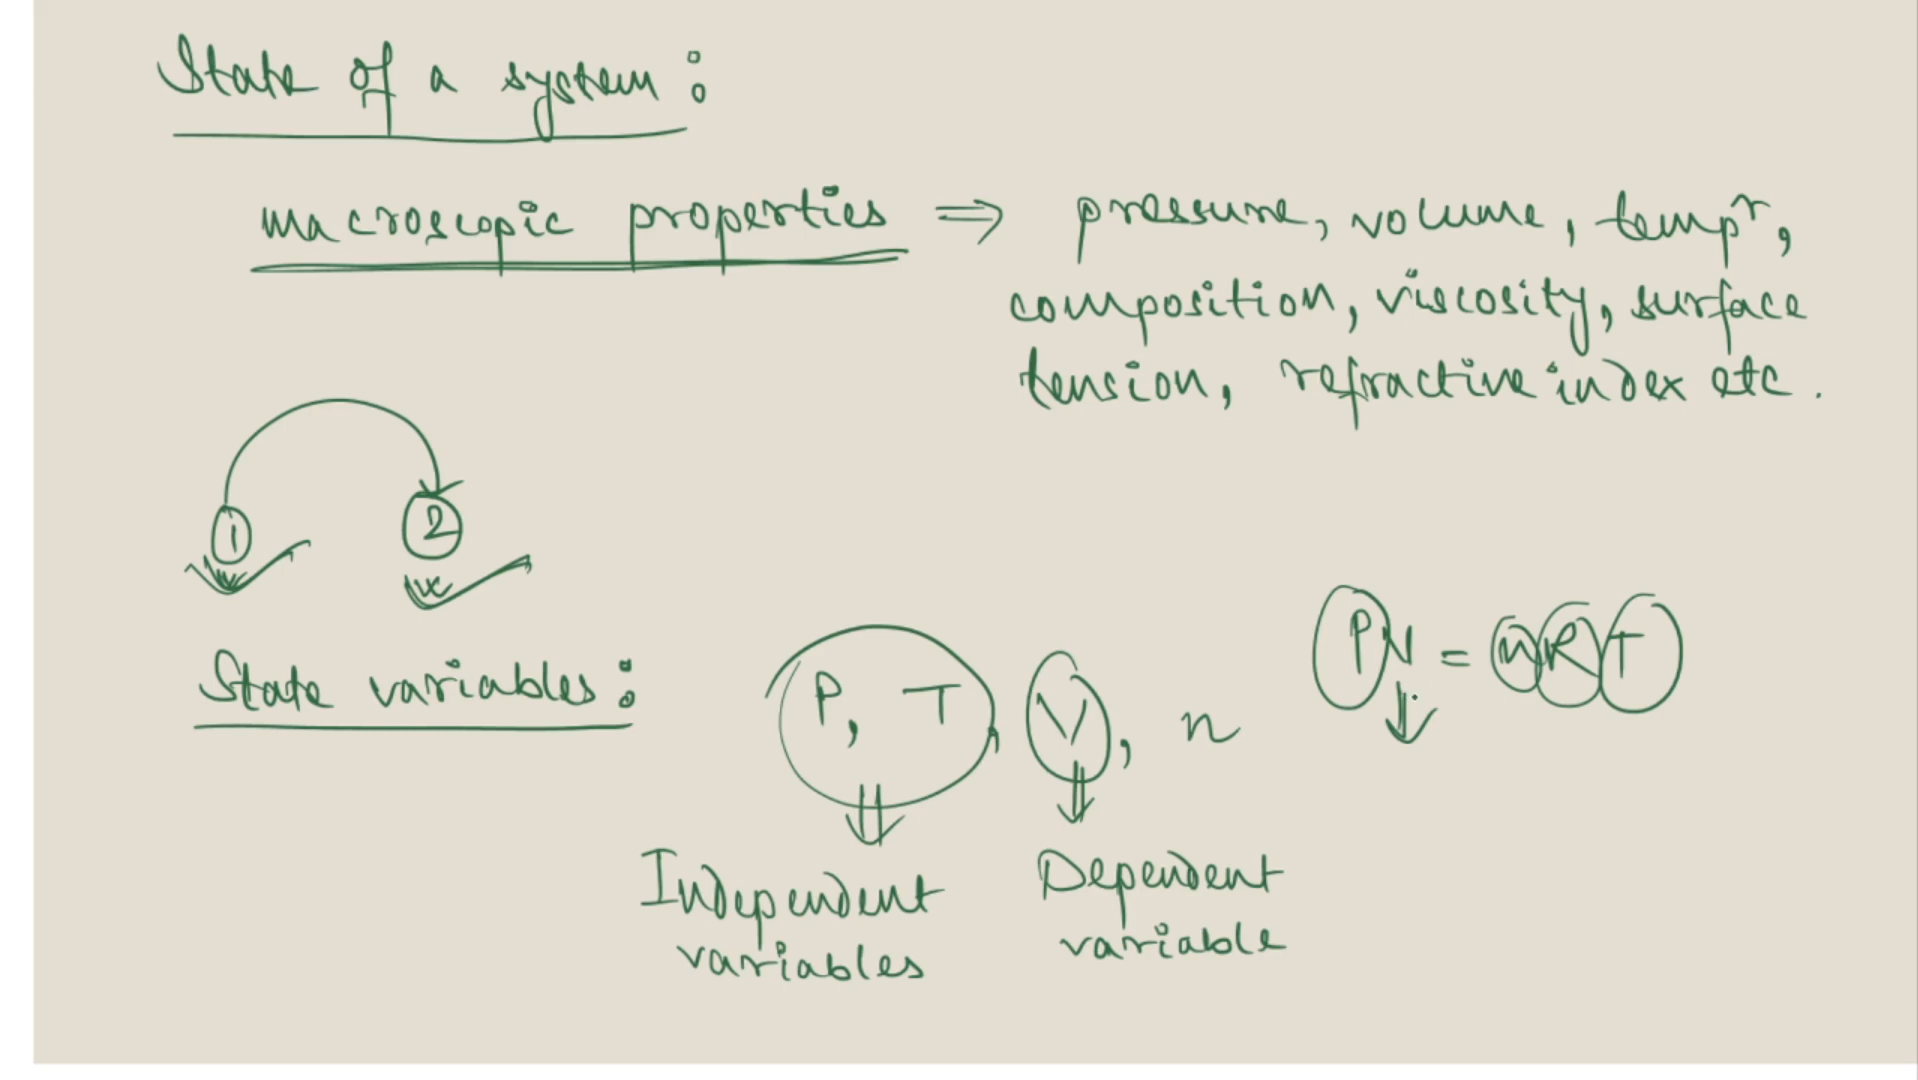 State of a system :
macroscopic properties ⇒ pressure, volume, tempr,
composition, viscosity, surface
tension, refractive index etc.
1 2
PV = nRT
State variables : P, T, V, n
Independent variables
Dependent variable